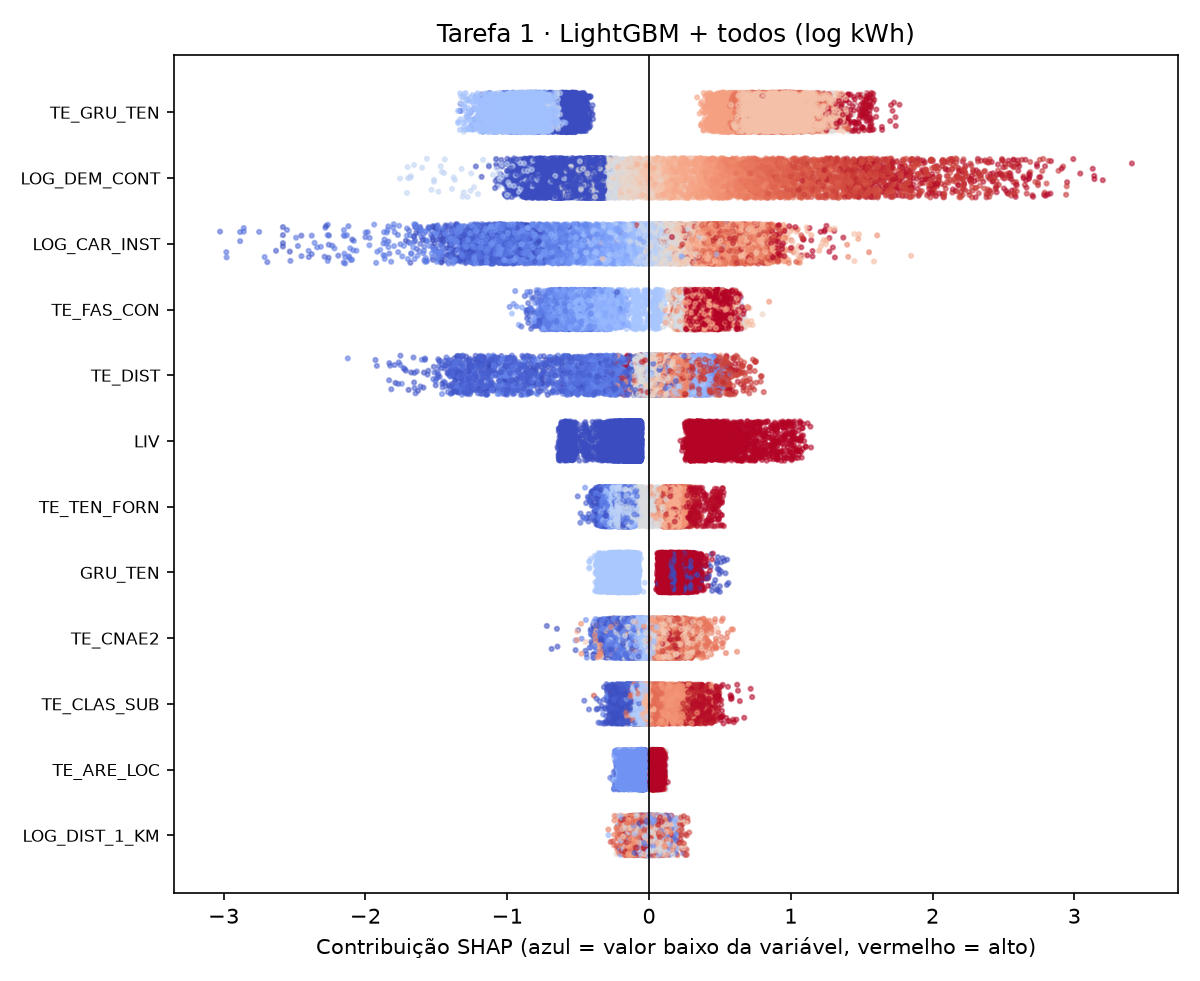 Tarefa 1 · LightGBM + todos (log kWh)
TE_GRU_TEN
LOG_DEM_CONT
LOG_CAR_INST
TE_FAS_CON
TE_DIST
LIV
TE_TEN_FORN
GRU_TEN
TE_CNAE2
TE_CLAS_SUB
TE_ARE_LOC
LOG_DIST_1_KM
−3 −2 −1 0 1 2 3
Contribuição SHAP (azul = valor baixo da variável, vermelho = alto)